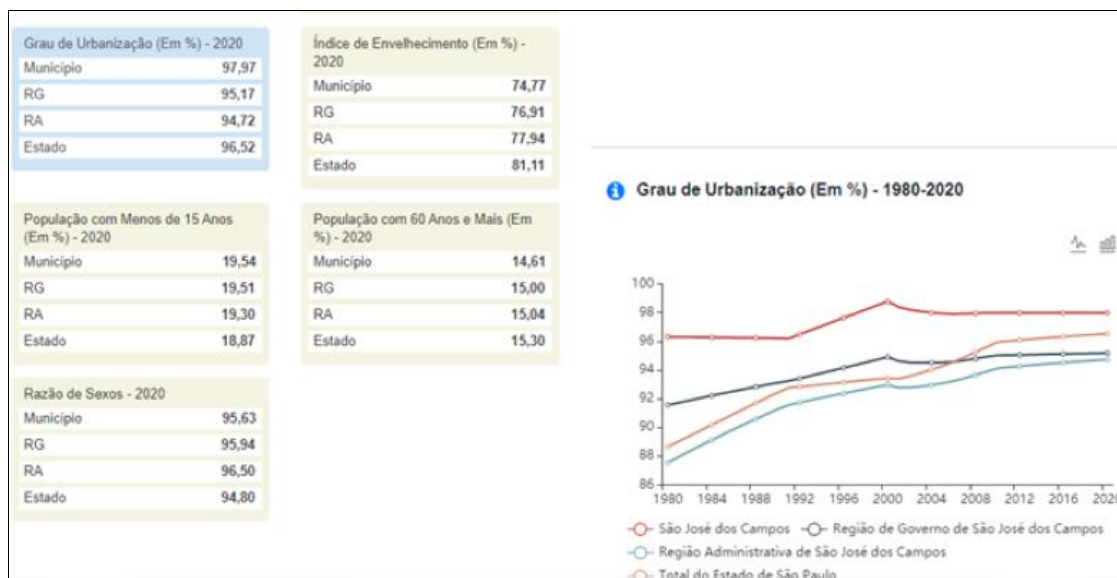 Grau de Urbanização (Em %) - 2020
Município 97,97
RG 95,17
RA 94,72
Estado 96,52
Índice de Envelhecimento (Em %) -
2020
Município 74,77
RG 76,91
RA 77,94
Estado 81,11
População com Menos de 15 Anos
(Em %) - 2020
Município 19,54
RG 19,51
RA 19,30
Estado 18,87
População com 60 Anos e Mais (Em
%) - 2020
Município 14,61
RG 15,00
RA 15,04
Estado 15,30
Razão de Sexos - 2020
Município 95,63
RG 95,94
RA 96,50
Estado 94,80
Grau de Urbanização (Em %) - 1980-2020
100
98
96
94
92
90
88
86
1980 1984 1988 1992 1996 2000 2004 2008 2012 2016 2020
São José dos Campos Região de Governo de São José dos Campos
Região Administrativa de São José dos Campos
Total do Estado de São Paulo